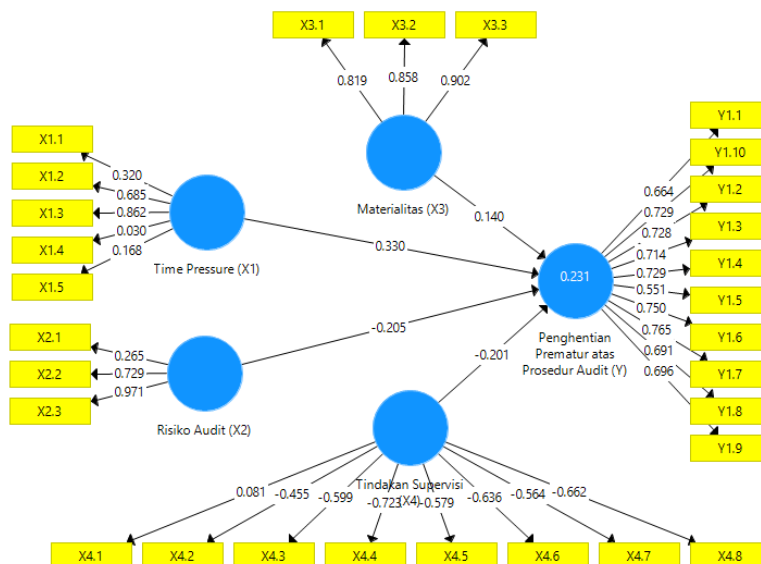 X3.1
X3.2
X3.3
0.819
0.858
0.902
Materialitas (X3)
X1.1
X1.2
X1.3
X1.4
X1.5
0.320
0.685
0.862
0.030
0.168
Time Pressure (X1)
0.140
0.330
X2.1
X2.2
X2.3
0.265
0.729
0.971
Risiko Audit (X2)
-0.205
-0.201
0.231
Penghentian
Prematur atas
Prosedur Audit (Y)
0.664
0.729
0.728
0.714
0.729
0.551
0.750
0.765
0.691
0.696
Y1.1
Y1.10
Y1.2
Y1.3
Y1.4
Y1.5
Y1.6
Y1.7
Y1.8
Y1.9
Tindakan Supervisi
(X4)
0.081
-0.455
-0.599
-0.723
-0.579
-0.636
-0.564
-0.662
X4.1
X4.2
X4.3
X4.4
X4.5
X4.6
X4.7
X4.8